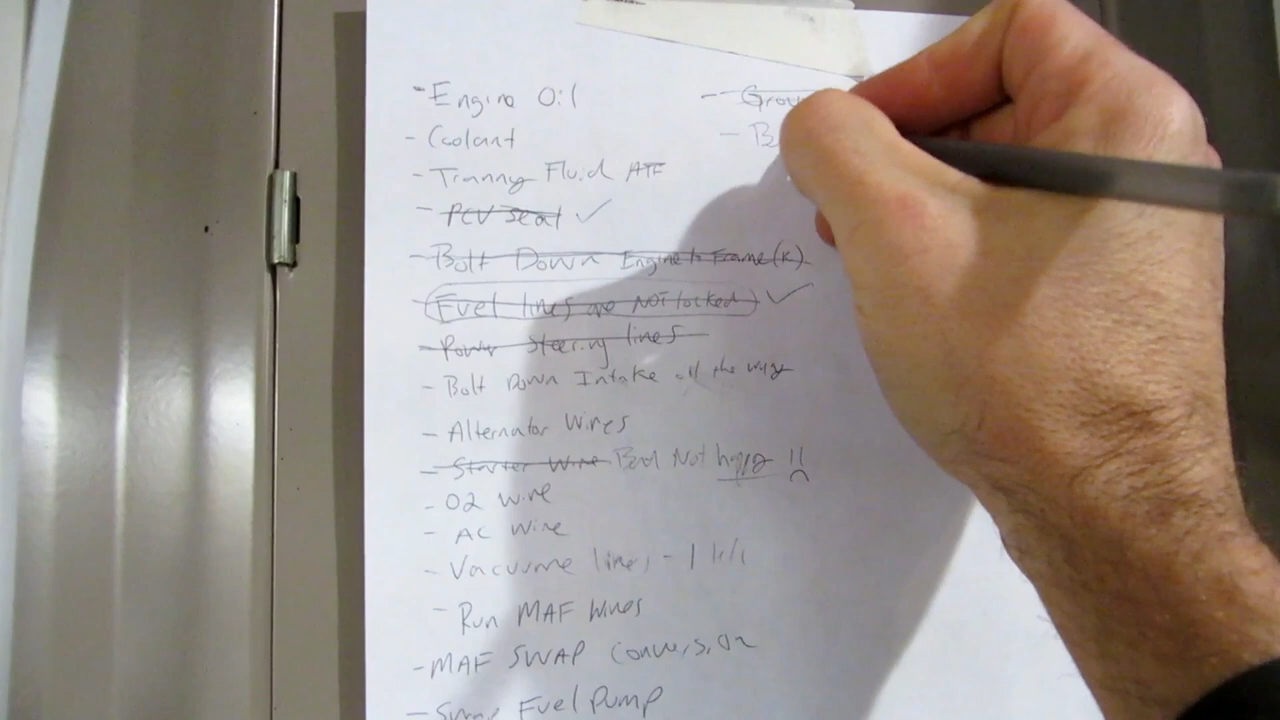 - Engine Oil
- Coolant
- Tranny Fluid ATF
- PCV seal ✓
- Bolt Down Engine to Frame (K)
- Fuel lines are NOT locked ✓
- Power Steering lines
- Bolt Down Intake all the way
- Alternator Wires
- Starter Wire Bad Not happy !!
- O2 Wire
- AC Wire
- Vacuume lines - 1
- Run MAF Wires
- MAF SWAP Conversion
- Swap Fuel Pump